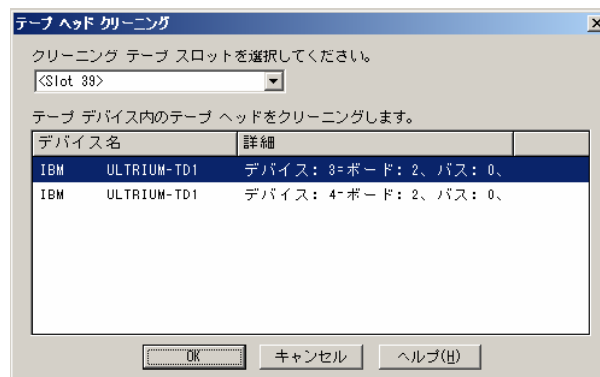 テープ ヘッド クリーニング
クリーニング テープ スロットを選択してください。
<Slot 39>
テープ デバイス内のテープ ヘッドをクリーニングします。
デバイス名 詳細
IBM ULTRIUM-TD1 デバイス: 3=ボード: 2、バス: 0、
IBM ULTRIUM-TD1 デバイス: 4=ボード: 2、バス: 0、
OK キャンセル ヘルプ(H)